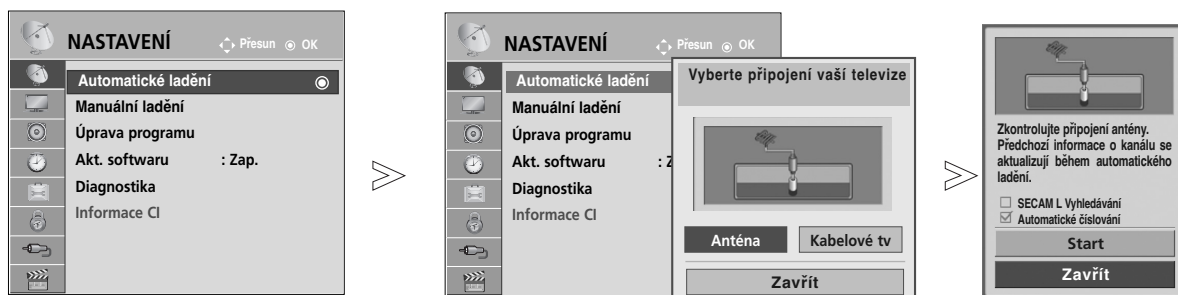 NASTAVENÍ
Přesun
OK
Automatické ladění
Manuální ladění
Úprava programu
Akt. softwaru : Zap.
Diagnostika
Informace CI
NASTAVENÍ
Přesun
OK
Automatické ladění
Manuální ladění
Úprava programu
Akt. softwaru : Z
Diagnostika
Informace CI
Vyberte připojení vaší televize
Anténa
Kabelové tv
Zavřít
Zkontrolujte připojení antény.
Předchozí informace o kanálu se
aktualizují během automatického
ladění.
SECAM L Vyhledávání
Automatické číslování
Start
Zavřít